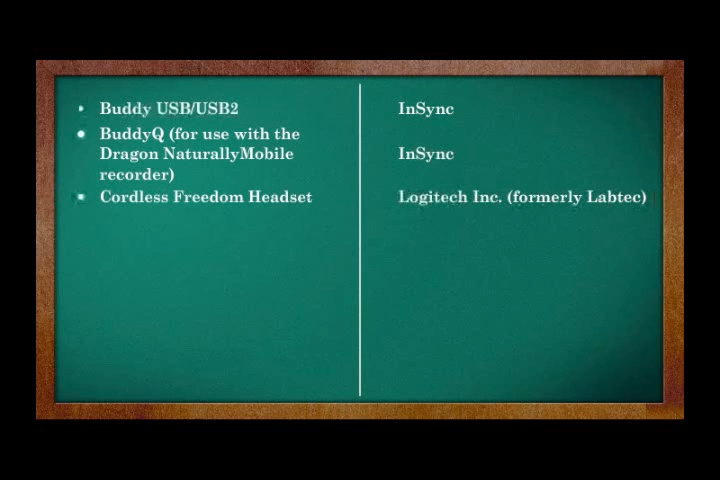 Buddy USB/USB2
InSync
BuddyQ (for use with the
Dragon NaturallyMobile
recorder)
InSync
Cordless Freedom Headset
Logitech Inc. (formerly Labtec)